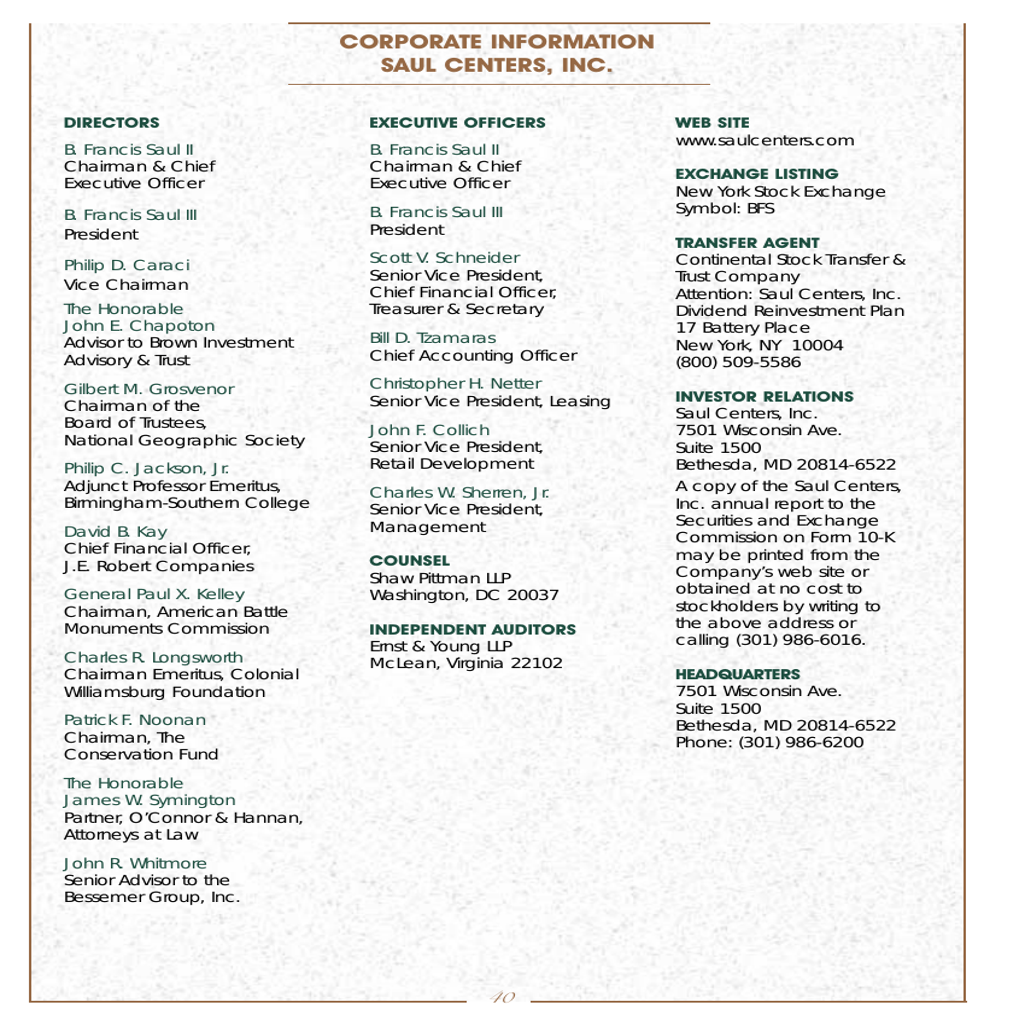 CORPORATE INFORMATION
SAUL CENTERS, INC.
DIRECTORS
B. Francis Saul II
Chairman & Chief
Executive Officer
B. Francis Saul III
President
Philip D. Caraci
Vice Chairman
The Honorable
John E. Chapoton
Advisor to Brown Investment
Advisory & Trust
Gilbert M. Grosvenor
Chairman of the
Board of Trustees,
National Geographic Society
Philip C. Jackson, Jr.
Adjunct Professor Emeritus,
Birmingham-Southern College
David B. Kay
Chief Financial Officer,
J.E. Robert Companies
General Paul X. Kelley
Chairman, American Battle
Monuments Commission
Charles R. Longsworth
Chairman Emeritus, Colonial
Williamsburg Foundation
Patrick F. Noonan
Chairman, The
Conservation Fund
The Honorable
James W. Symington
Partner, O'Connor & Hannan,
Attorneys at Law
John R. Whitmore
Senior Advisor to the
Bessemer Group, Inc.
EXECUTIVE OFFICERS
B. Francis Saul II
Chairman & Chief
Executive Officer
B. Francis Saul III
President
Scott V. Schneider
Senior Vice President,
Chief Financial Officer,
Treasurer & Secretary
Bill D. Tzamaras
Chief Accounting Officer
Christopher H. Netter
Senior Vice President, Leasing
John F. Collich
Senior Vice President,
Retail Development
Charles W. Sherren, Jr.
Senior Vice President,
Management
COUNSEL
Shaw Pittman LLP
Washington, DC 20037
INDEPENDENT AUDITORS
Ernst & Young LLP
McLean, Virginia 22102
WEB SITE
www.saulcenters.com
EXCHANGE LISTING
New York Stock Exchange
Symbol: BFS
TRANSFER AGENT
Continental Stock Transfer &
Trust Company
Attention: Saul Centers, Inc.
Dividend Reinvestment Plan
17 Battery Place
New York, NY 10004
(800) 509-5586
INVESTOR RELATIONS
Saul Centers, Inc.
7501 Wisconsin Ave.
Suite 1500
Bethesda, MD 20814-6522
A copy of the Saul Centers,
Inc. annual report to the
Securities and Exchange
Commission on Form 10-K
may be printed from the
Company's web site or
obtained at no cost to
stockholders by writing to
the above address or
calling (301) 986-6016.
HEADQUARTERS
7501 Wisconsin Ave.
Suite 1500
Bethesda, MD 20814-6522
Phone: (301) 986-6200
40